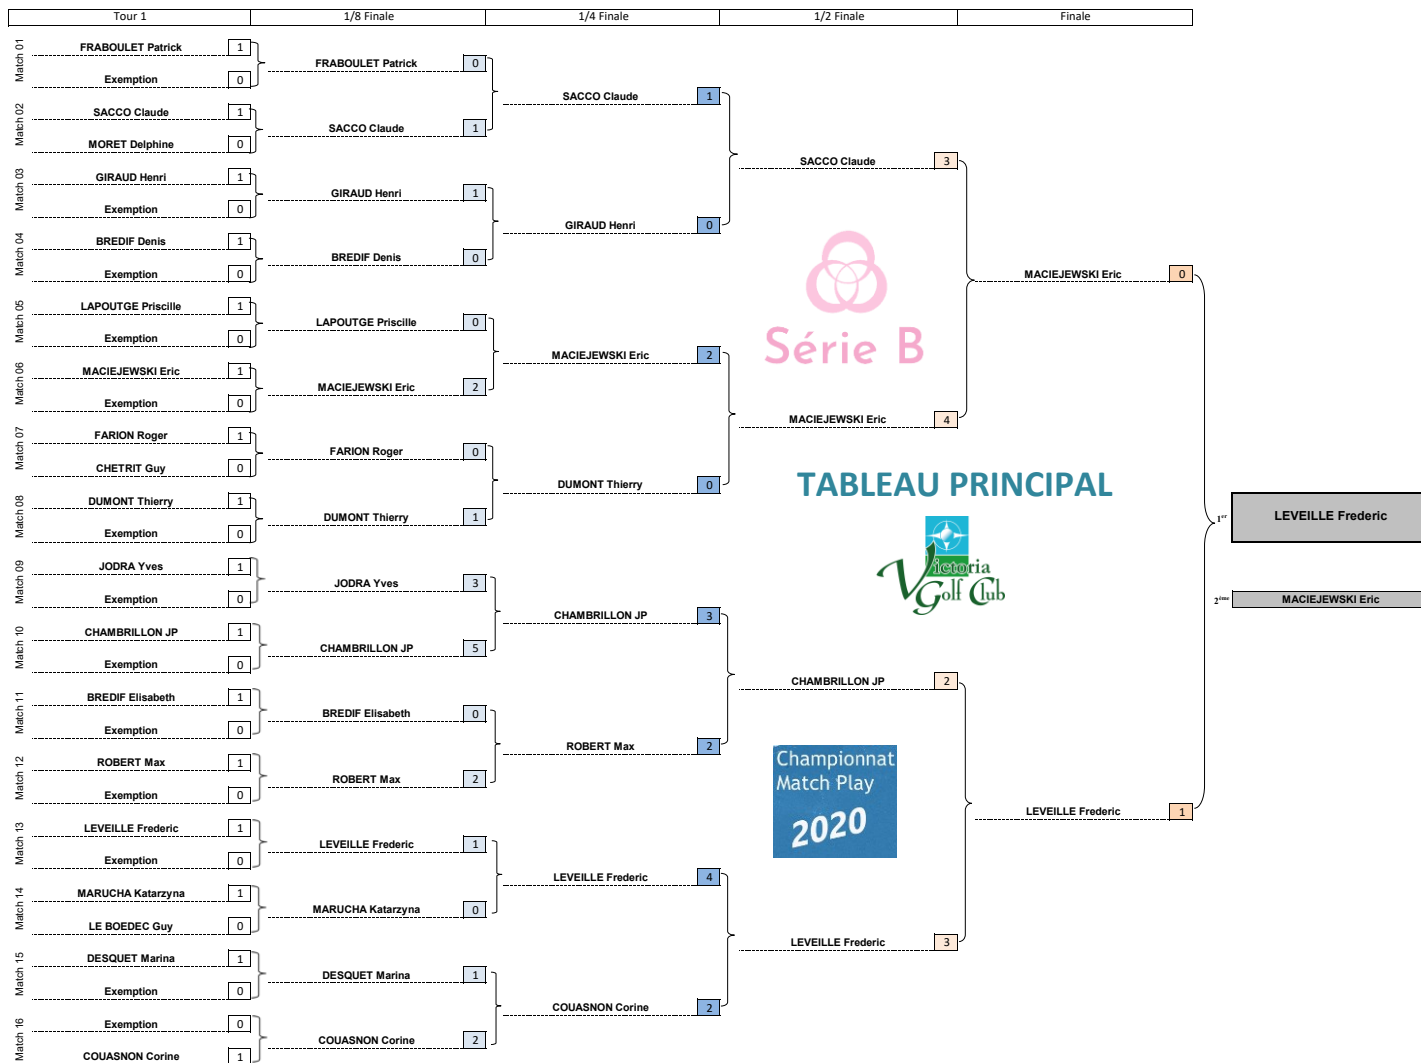 Tour 1
1/8 Finale
1/4 Finale
1/2 Finale
Finale
Match 01
FRABOULET Patrick 1
Exemption 0
Match 02
SACCO Claude 1
MORET Delphine 0
Match 03
GIRAUD Henri 1
Exemption 0
Match 04
BREDIF Denis 1
Exemption 0
Match 05
LAPOUTGE Priscille 1
Exemption 0
Match 06
MACIEJEWSKI Eric 1
Exemption 0
Match 07
FARION Roger 1
CHETRIT Guy 0
Match 08
DUMONT Thierry 1
Exemption 0
Match 09
JODRA Yves 1
Exemption 0
Match 10
CHAMBRILLON JP 1
Exemption 0
Match 11
BREDIF Elisabeth 1
Exemption 0
Match 12
ROBERT Max 1
Exemption 0
Match 13
LEVEILLE Frederic 1
Exemption 0
Match 14
MARUCHA Katarzyna 1
LE BOEDEC Guy 0
Match 15
DESQUET Marina 1
Exemption 0
Match 16
Exemption 0
COUASNON Corine 1
FRABOULET Patrick 0
SACCO Claude 1
GIRAUD Henri 1
BREDIF Denis 0
LAPOUTGE Priscille 0
MACIEJEWSKI Eric 2
FARION Roger 0
DUMONT Thierry 1
JODRA Yves 3
CHAMBRILLON JP 5
BREDIF Elisabeth 0
ROBERT Max 2
LEVEILLE Frederic 1
MARUCHA Katarzyna 0
DESQUET Marina 1
COUASNON Corine 2
SACCO Claude 1
GIRAUD Henri 0
MACIEJEWSKI Eric 2
DUMONT Thierry 0
CHAMBRILLON JP 3
ROBERT Max 2
LEVEILLE Frederic 4
COUASNON Corine 2
SACCO Claude 3
Série B
MACIEJEWSKI Eric 4
TABLEAU PRINCIPAL
Victoria
Golf Club
CHAMBRILLON JP 2
Championnat
Match Play
2020
LEVEILLE Frederic 3
MACIEJEWSKI Eric 0
LEVEILLE Frederic 1
1er LEVEILLE Frederic
2ème MACIEJEWSKI Eric